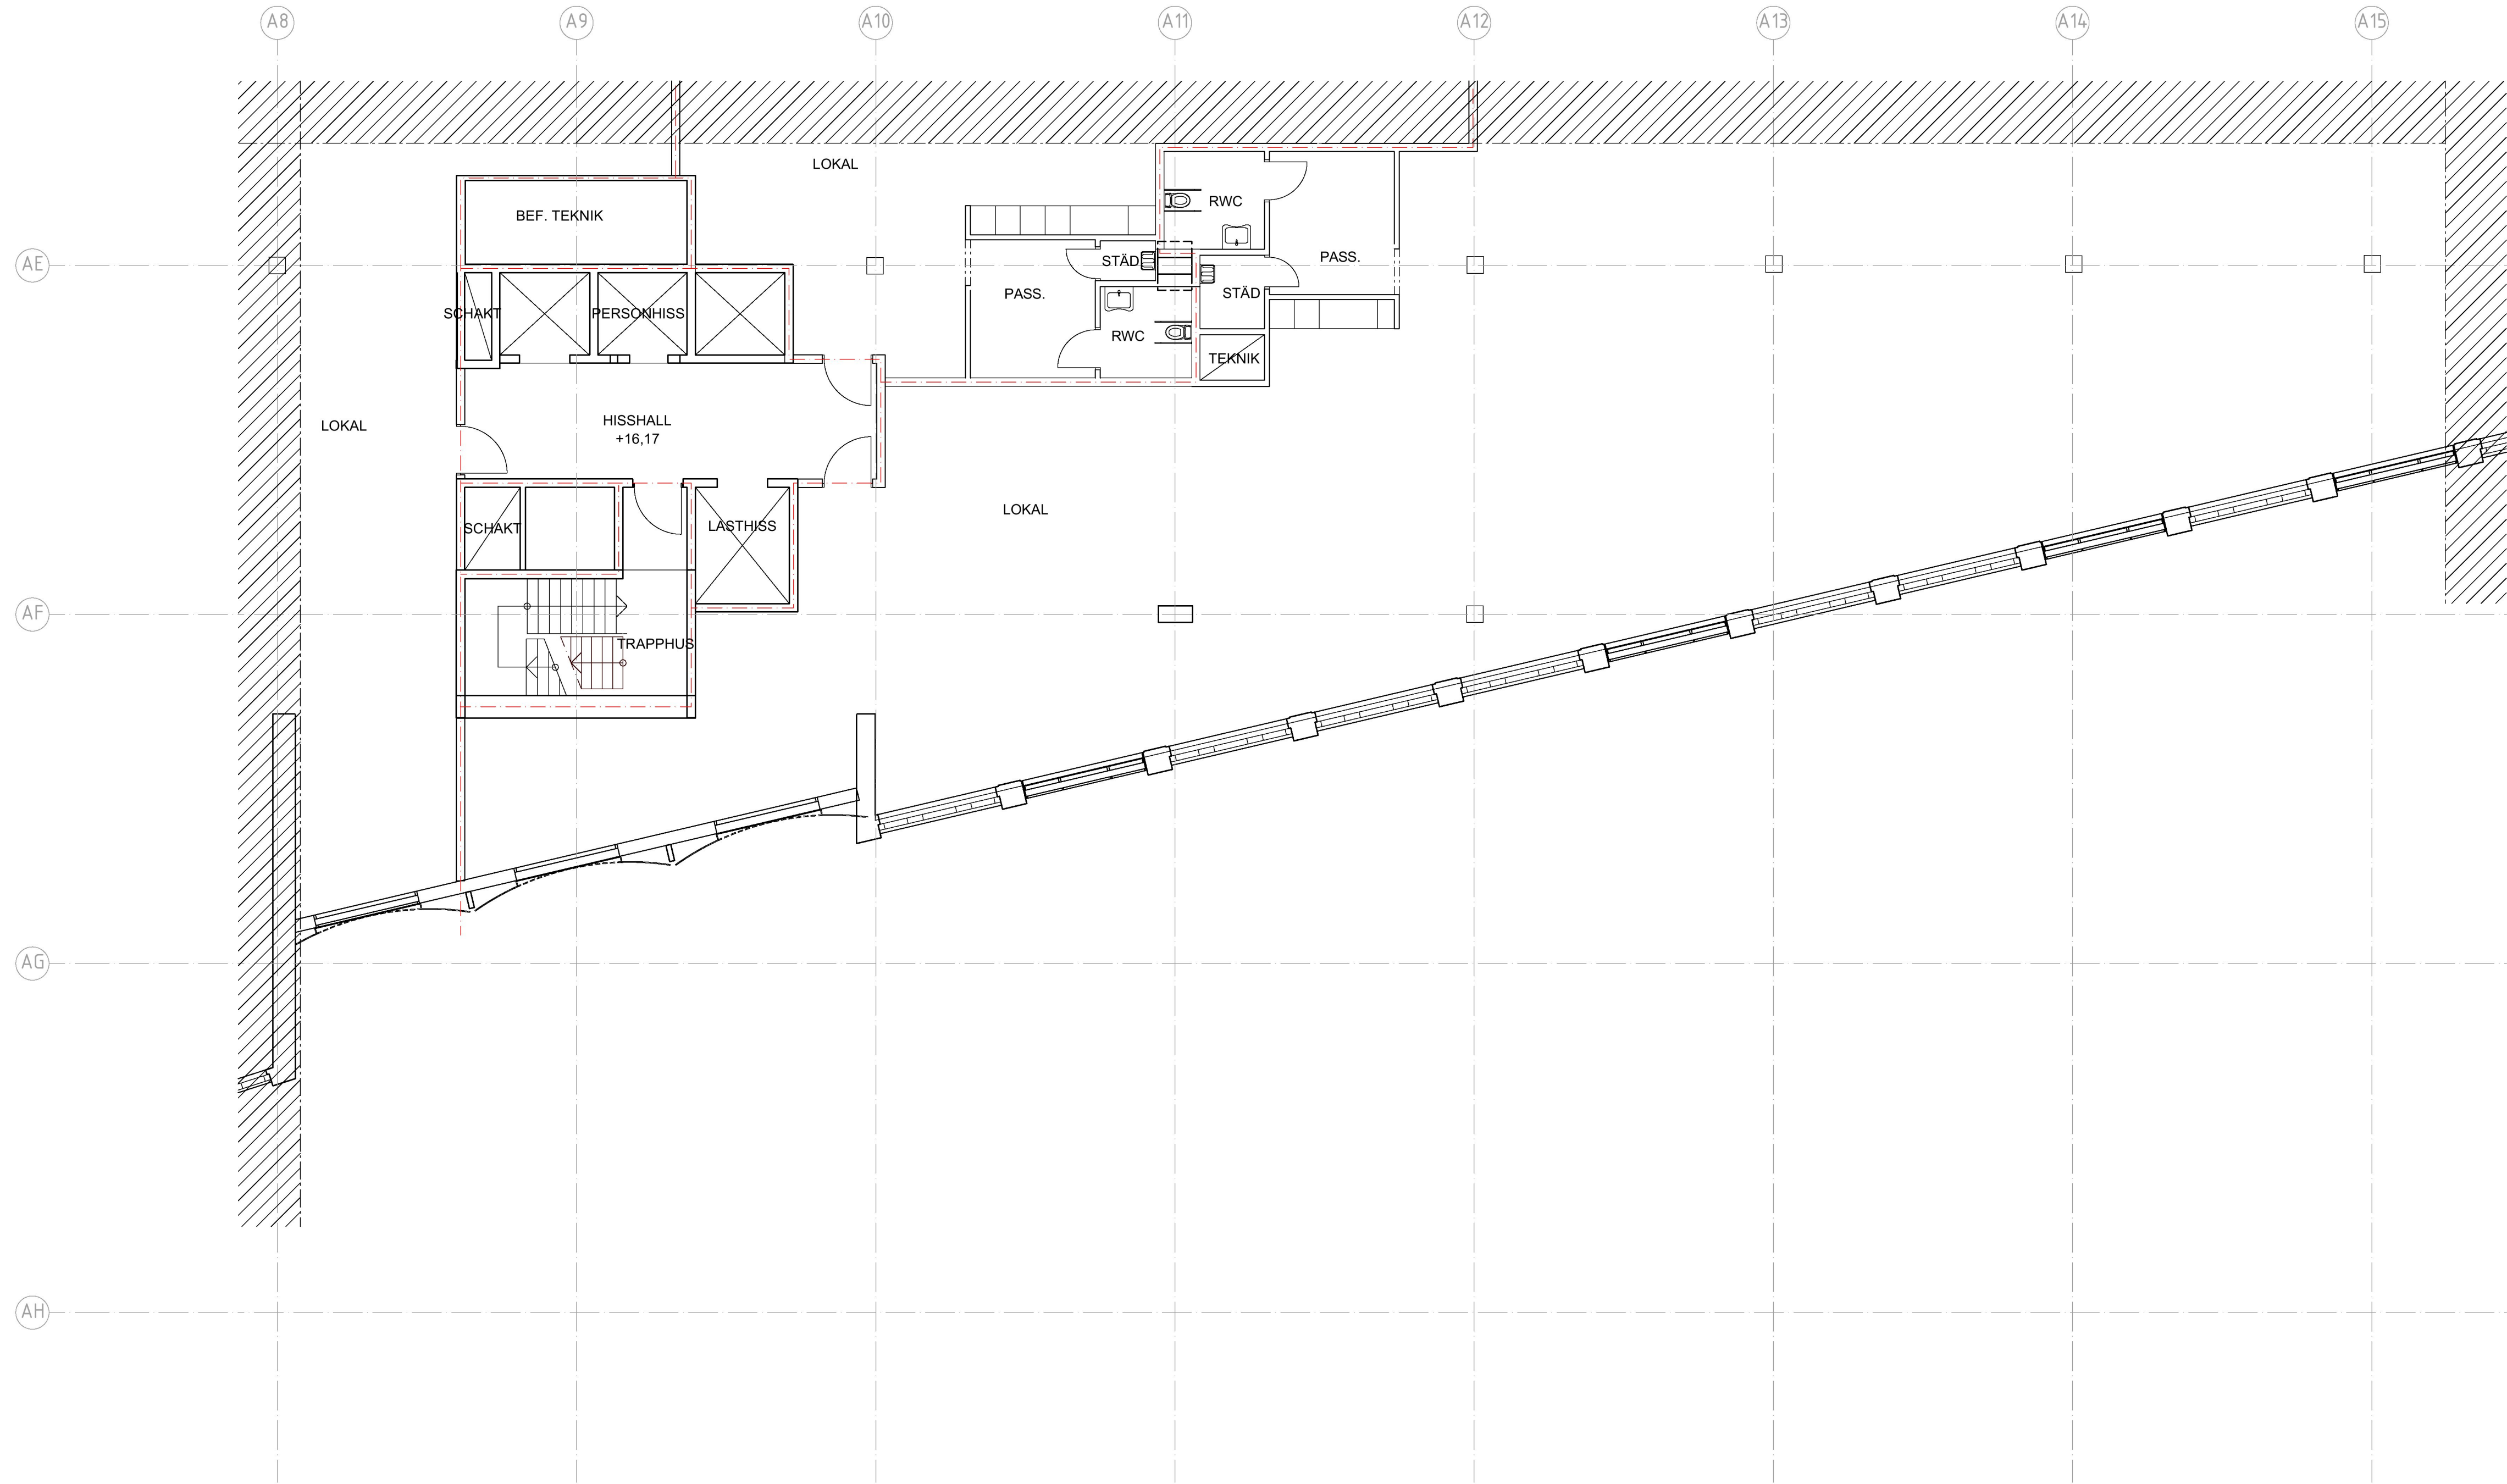 A8 A9 A10 A11 A12 A13 A14 A15
LOKAL
RWC
BEF. TEKNIK
AE
STÄD
PASS.
PASS.
STÄD
SCHAKT
PERSONHISS
RWC
TEKNIK
HISSHALL
+16,17
LOKAL
LOKAL
SCHAKT
LASTHISS
AF
TRAPPHUS
AG
AH